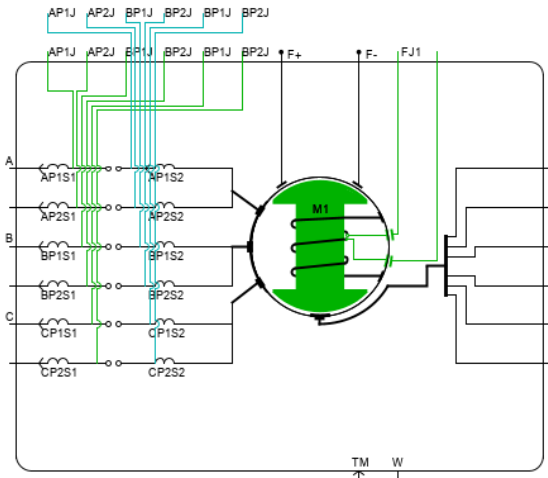 AP1J AP2J BP1J BP2J BP1J BP2J
AP1J AP2J BP1J BP2J BP1J BP2J F+ F- FJ1
A
AP1S1 AP1S2
M1
AP2S1 AP2S2
B
BP1S1 BP1S2
BP2S1 BP2S2
C
CP1S1 CP1S2
CP2S1 CP2S2
TM W